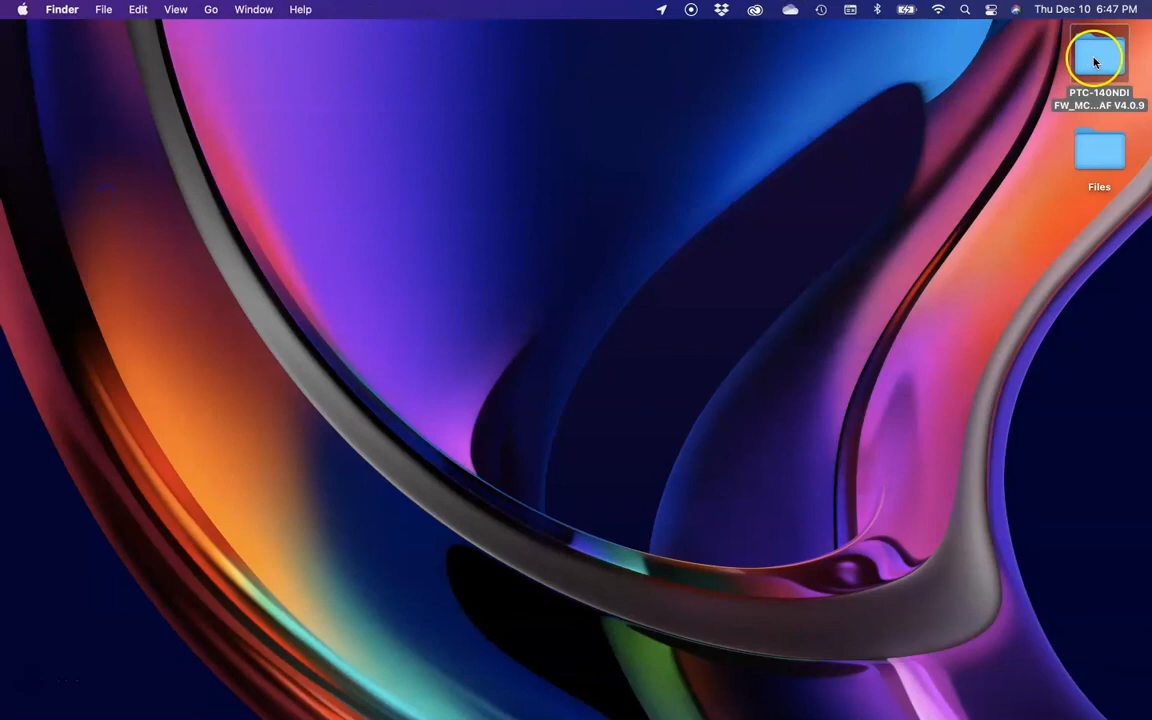 Finder File Edit View Go Window Help Thu Dec 10 6:47 PM
PTC-140NDI
FW_MC...AF V4.0.9
Files